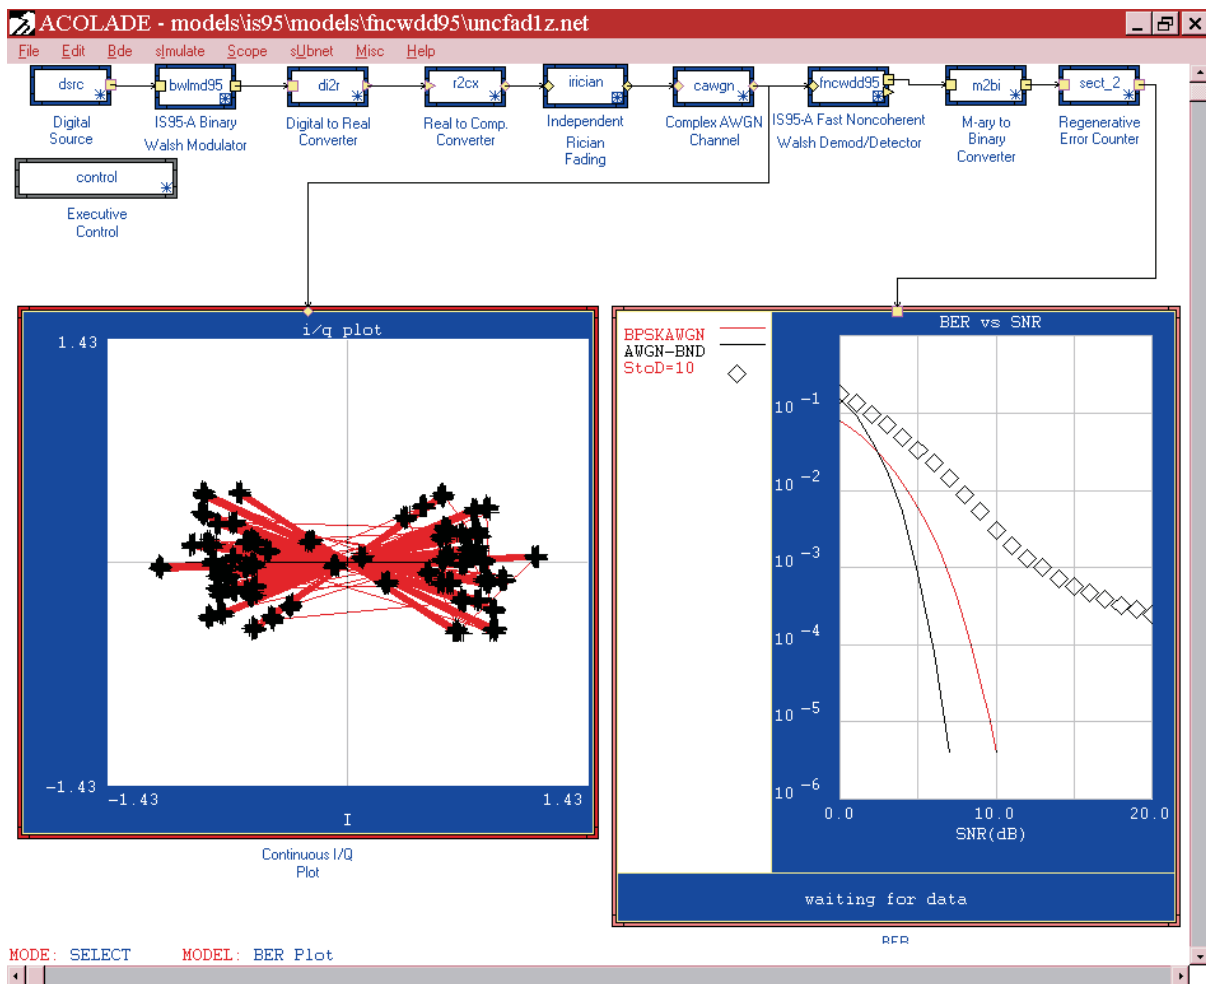 ACOLADE - models\is95\models\fncwdd95\uncfad1z.net
File Edit Bde sImulate Scope sUbnet Misc Help
dsrc
bwlmd95
di2r
r2cx
irician
cawgn
fncwdd95
m2bi
sect_2
Digital
Source
IS95-A Binary
Walsh Modulator
Digital to Real
Converter
Real to Comp.
Converter
Independent
Rician
Fading
Complex AWGN
Channel
IS95-A Fast Noncoherent
Walsh Demod/Detector
M-ary to
Binary
Converter
Regenerative
Error Counter
control
Executive
Control
i/q plot
1.43
-1.43
-1.43
1.43
I
Continuous I/Q
Plot
BER vs SNR
BPSKAWGN
AWGN-BND
StoD=10
10 -1
10 -2
10 -3
10 -4
10 -5
10 -6
0.0
10.0
20.0
SNR(dB)
waiting for data
BER
MODE: SELECT MODEL: BER Plot